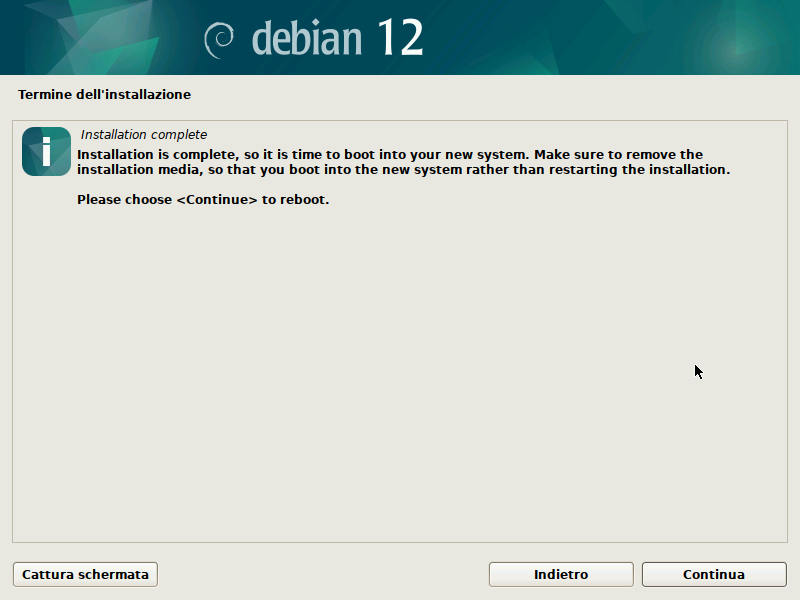 debian 12
Termine dell'installazione
Installation complete
Installation is complete, so it is time to boot into your new system. Make sure to remove the
installation media, so that you boot into the new system rather than restarting the installation.
Please choose <Continue> to reboot.
Cattura schermata
Indietro
Continua